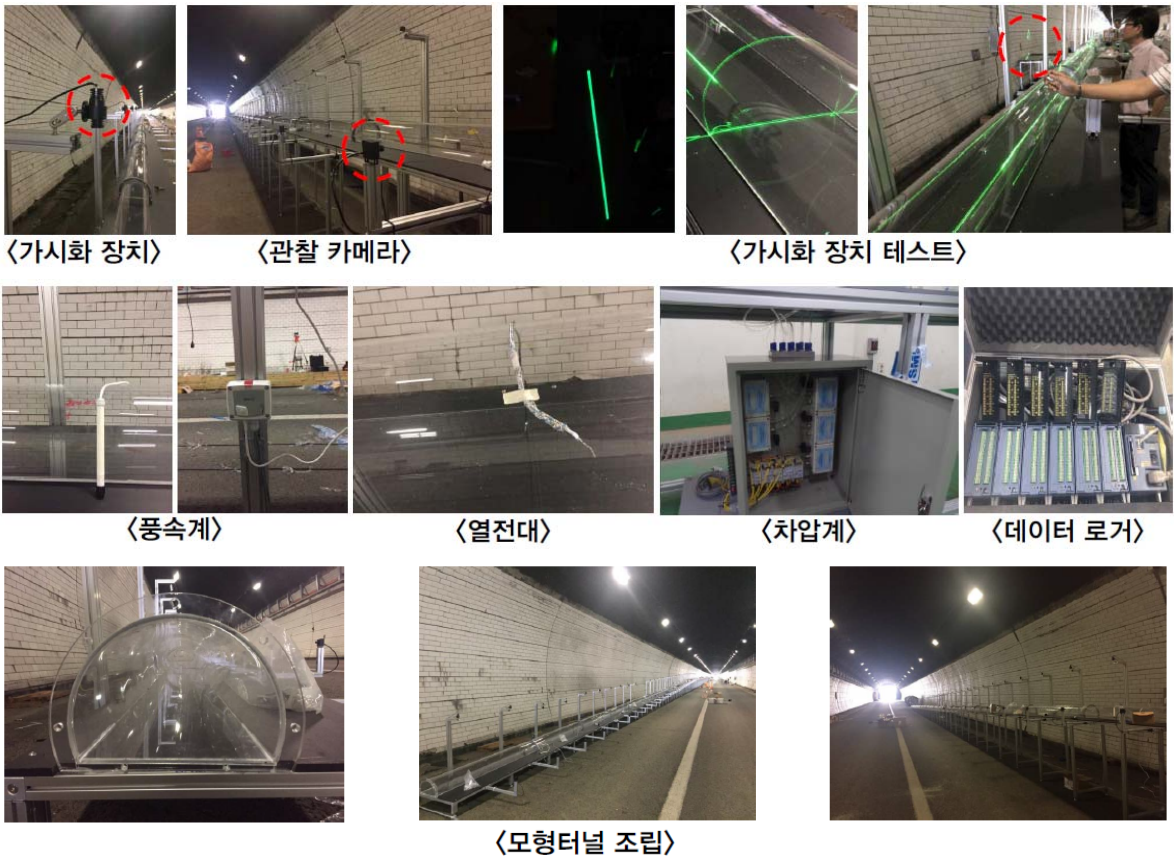 〈가시화 장치〉
〈관찰 카메라〉
〈가시화 장치 테스트〉
〈풍속계〉
〈열전대〉
〈차압계〉
〈데이터 로거〉
〈모형터널 조립〉